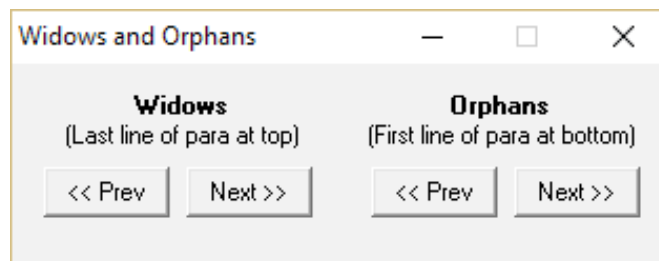 Widows and Orphans
Widows
(Last line of para at top)
<< Prev Next >>
Orphans
(First line of para at bottom)
<< Prev Next >>